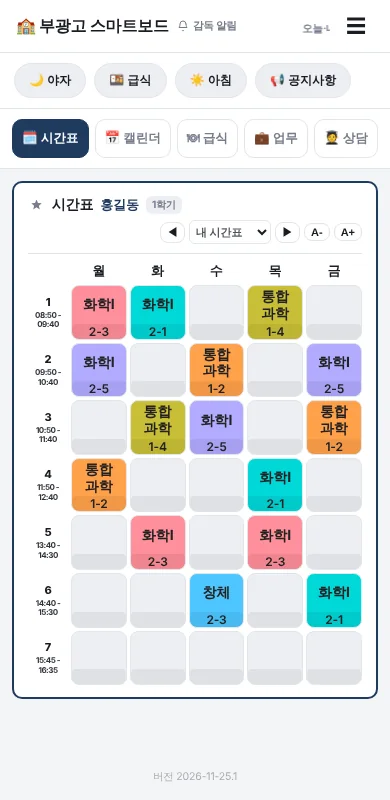 🏫 부광고 스마트보드 감독 알림 ☰
🌙 야자 🍱 급식 ☀️ 아침 📢 공지사항
🗓️ 시간표 📅 캘린더 🍽 급식 💼 업무 🧑‍🎓 상담
★ 시간표 홍길동 1학기
◀ 내 시간표 ▶ A- A+
월 화 수 목 금
1 08:50 - 09:40 화학Ⅰ 2-3 화학Ⅰ 2-1 통합 과학 1-4
2 09:50 - 10:40 화학Ⅰ 2-5 통합 과학 1-2 화학Ⅰ 2-5
3 10:50 - 11:40 통합 과학 1-4 화학Ⅰ 2-5 통합 과학 1-2
4 11:50 - 12:40 통합 과학 1-2 화학Ⅰ 2-1
5 13:40 - 14:30 화학Ⅰ 2-3 화학Ⅰ 2-3
6 14:40 - 15:30 창체 2-3 화학Ⅰ 2-1
7 15:45 - 16:35
버전 2026-11-25.1